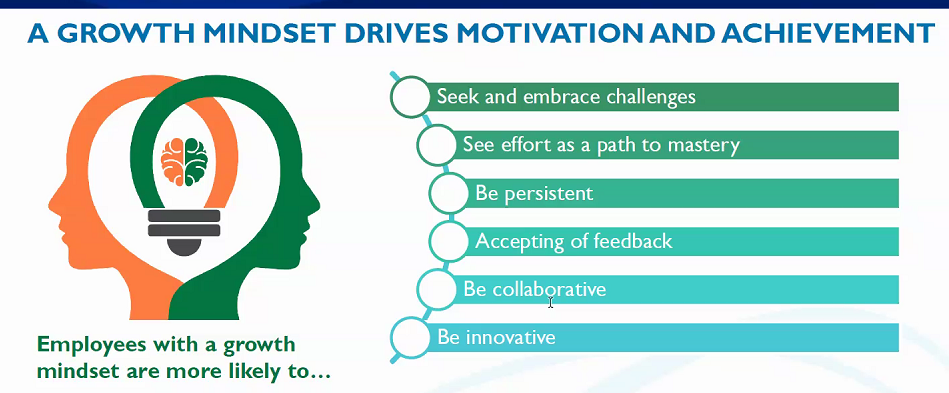 A GROWTH MINDSET DRIVES MOTIVATION AND ACHIEVEMENT
Seek and embrace challenges
See effort as a path to mastery
Be persistent
Accepting of feedback
Be collaborative
Be innovative
Employees with a growth
mindset are more likely to...